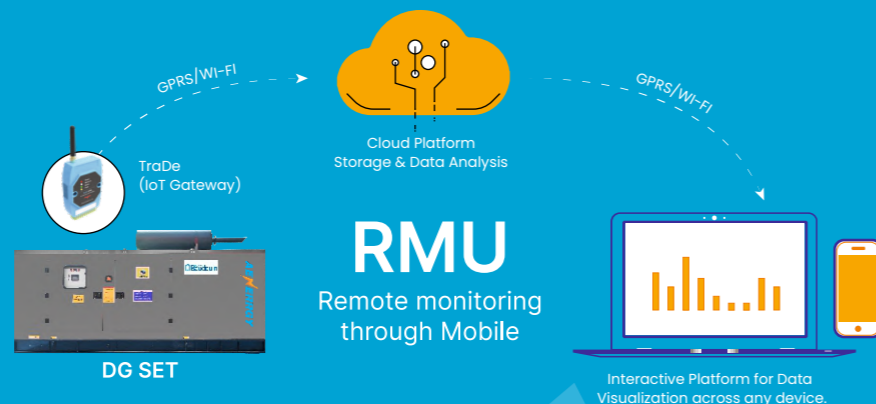 GPRS/WI-FI
GPRS/WI-FI
Cloud Platform
Storage & Data Analysis
TraDe
(IoT Gateway)
RMU
Remote monitoring
through Mobile
DG SET
Interactive Platform for Data
Visualization across any device.